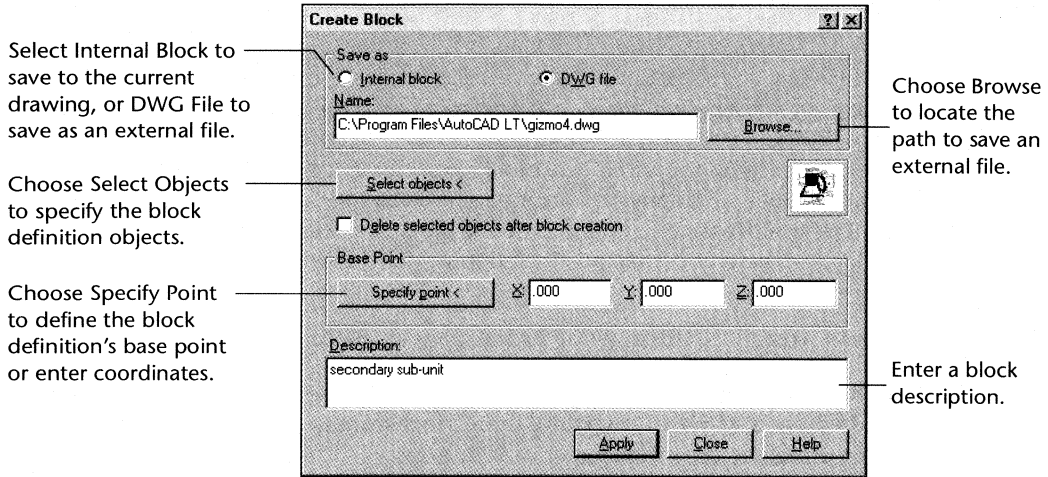 Create Block
Select Internal Block to
save to the current
drawing, or DWG File to
save as an external file.
Save as
Internal block
DWG file
Name:
C:\Program Files\AutoCAD LT\gizmo4.dwg
Browse...
Choose Browse
to locate the
path to save an
external file.
Choose Select Objects
to specify the block
definition objects.
Select objects <
Delete selected objects after block creation
Base Point
Choose Specify Point
to define the block
definition's base point
or enter coordinates.
Specify point <
X: .000
Y: .000
Z: .000
Description:
secondary sub-unit
Enter a block
description.
Apply
Close
Help